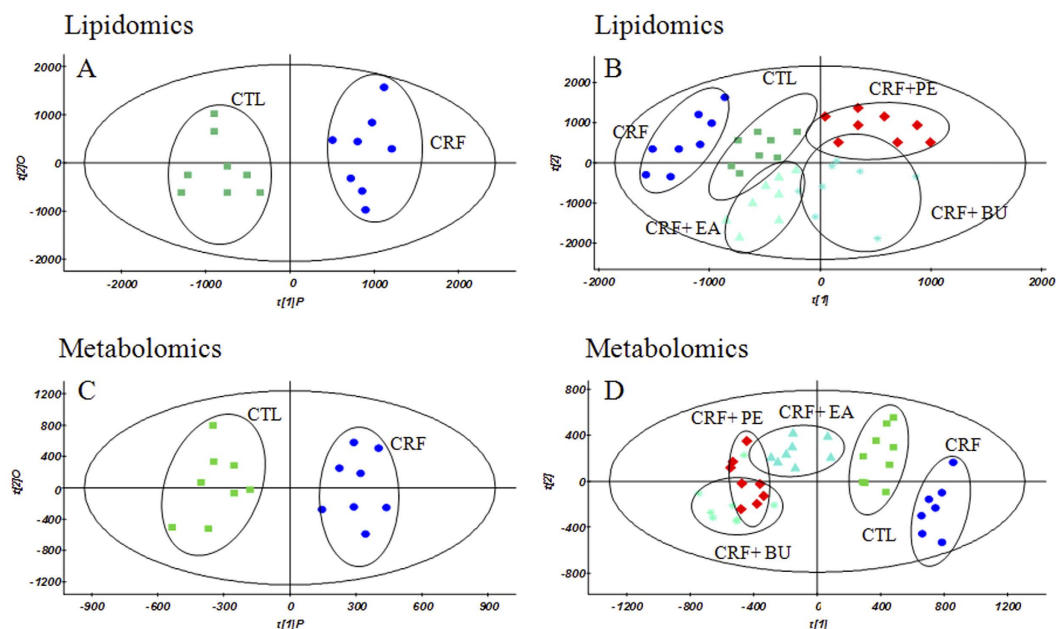 Lipidomics
A
CTL
CRF
t[2]O
2000
1000
0
-1000
-2000
-2000
-1000
0
1000
2000
t[1]P
Lipidomics
B
CTL
CRF+PE
CRF
CRF+EA
CRF+BU
t[2]
2000
1000
0
-1000
-2000
-2000
-1000
0
1000
2000
t[1]
Metabolomics
C
CTL
CRF
t[2]O
1200
800
400
0
-400
-800
-1200
-900
-600
-300
0
300
600
900
t[1]P
Metabolomics
D
CRF+PE
CRF+EA
CRF
CTL
CRF+BU
t[2]
800
400
0
-400
-800
-1200
-800
-400
0
400
800
1200
t[1]